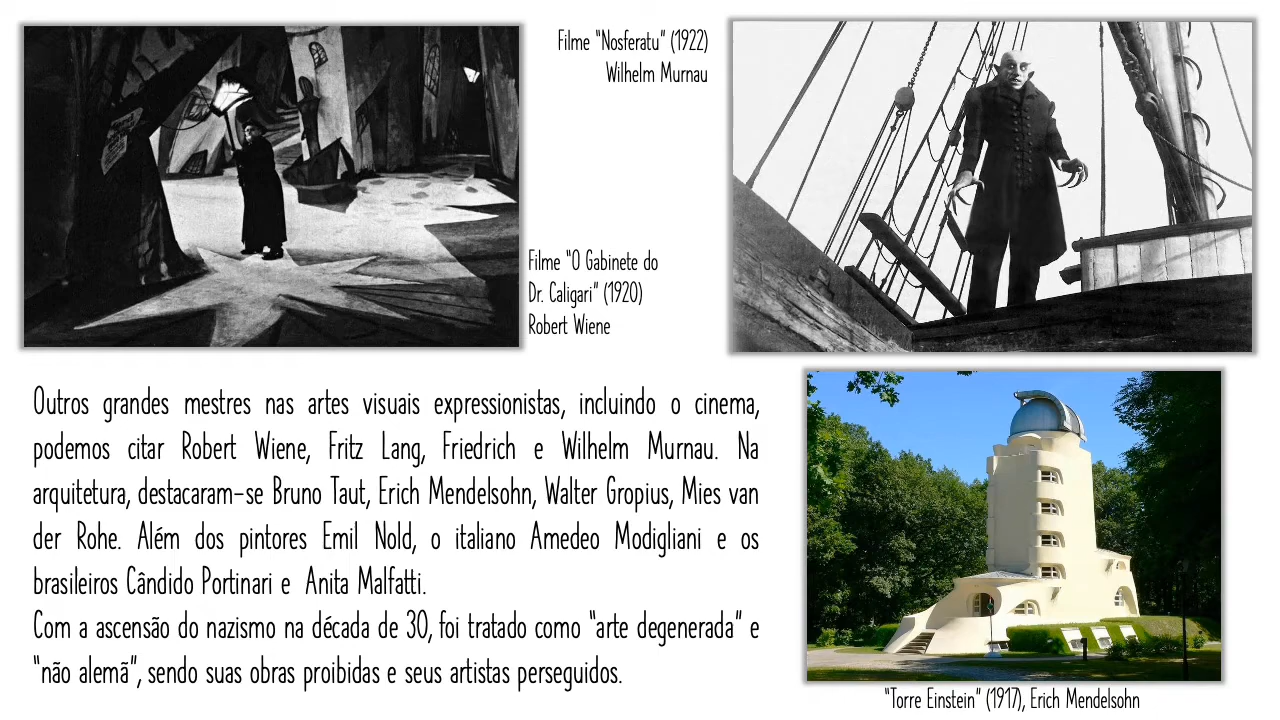 Filme "Nosferatu" (1922)
Wilhelm Murnau
Filme "O Gabinete do
Dr. Caligari" (1920)
Robert Wiene
Outros grandes mestres nas artes visuais expressionistas, incluindo o cinema,
podemos citar Robert Wiene, Fritz Lang, Friedrich e Wilhelm Murnau. Na
arquitetura, destacaram-se Bruno Taut, Erich Mendelsohn, Walter Gropius, Mies van
der Rohe. Além dos pintores Emil Nold, o italiano Amedeo Modigliani e os
brasileiros Cândido Portinari e Anita Malfatti.
Com a ascensão do nazismo na década de 30, foi tratado como "arte degenerada" e
"não alemã", sendo suas obras proibidas e seus artistas perseguidos.
"Torre Einstein" (1917), Erich Mendelsohn